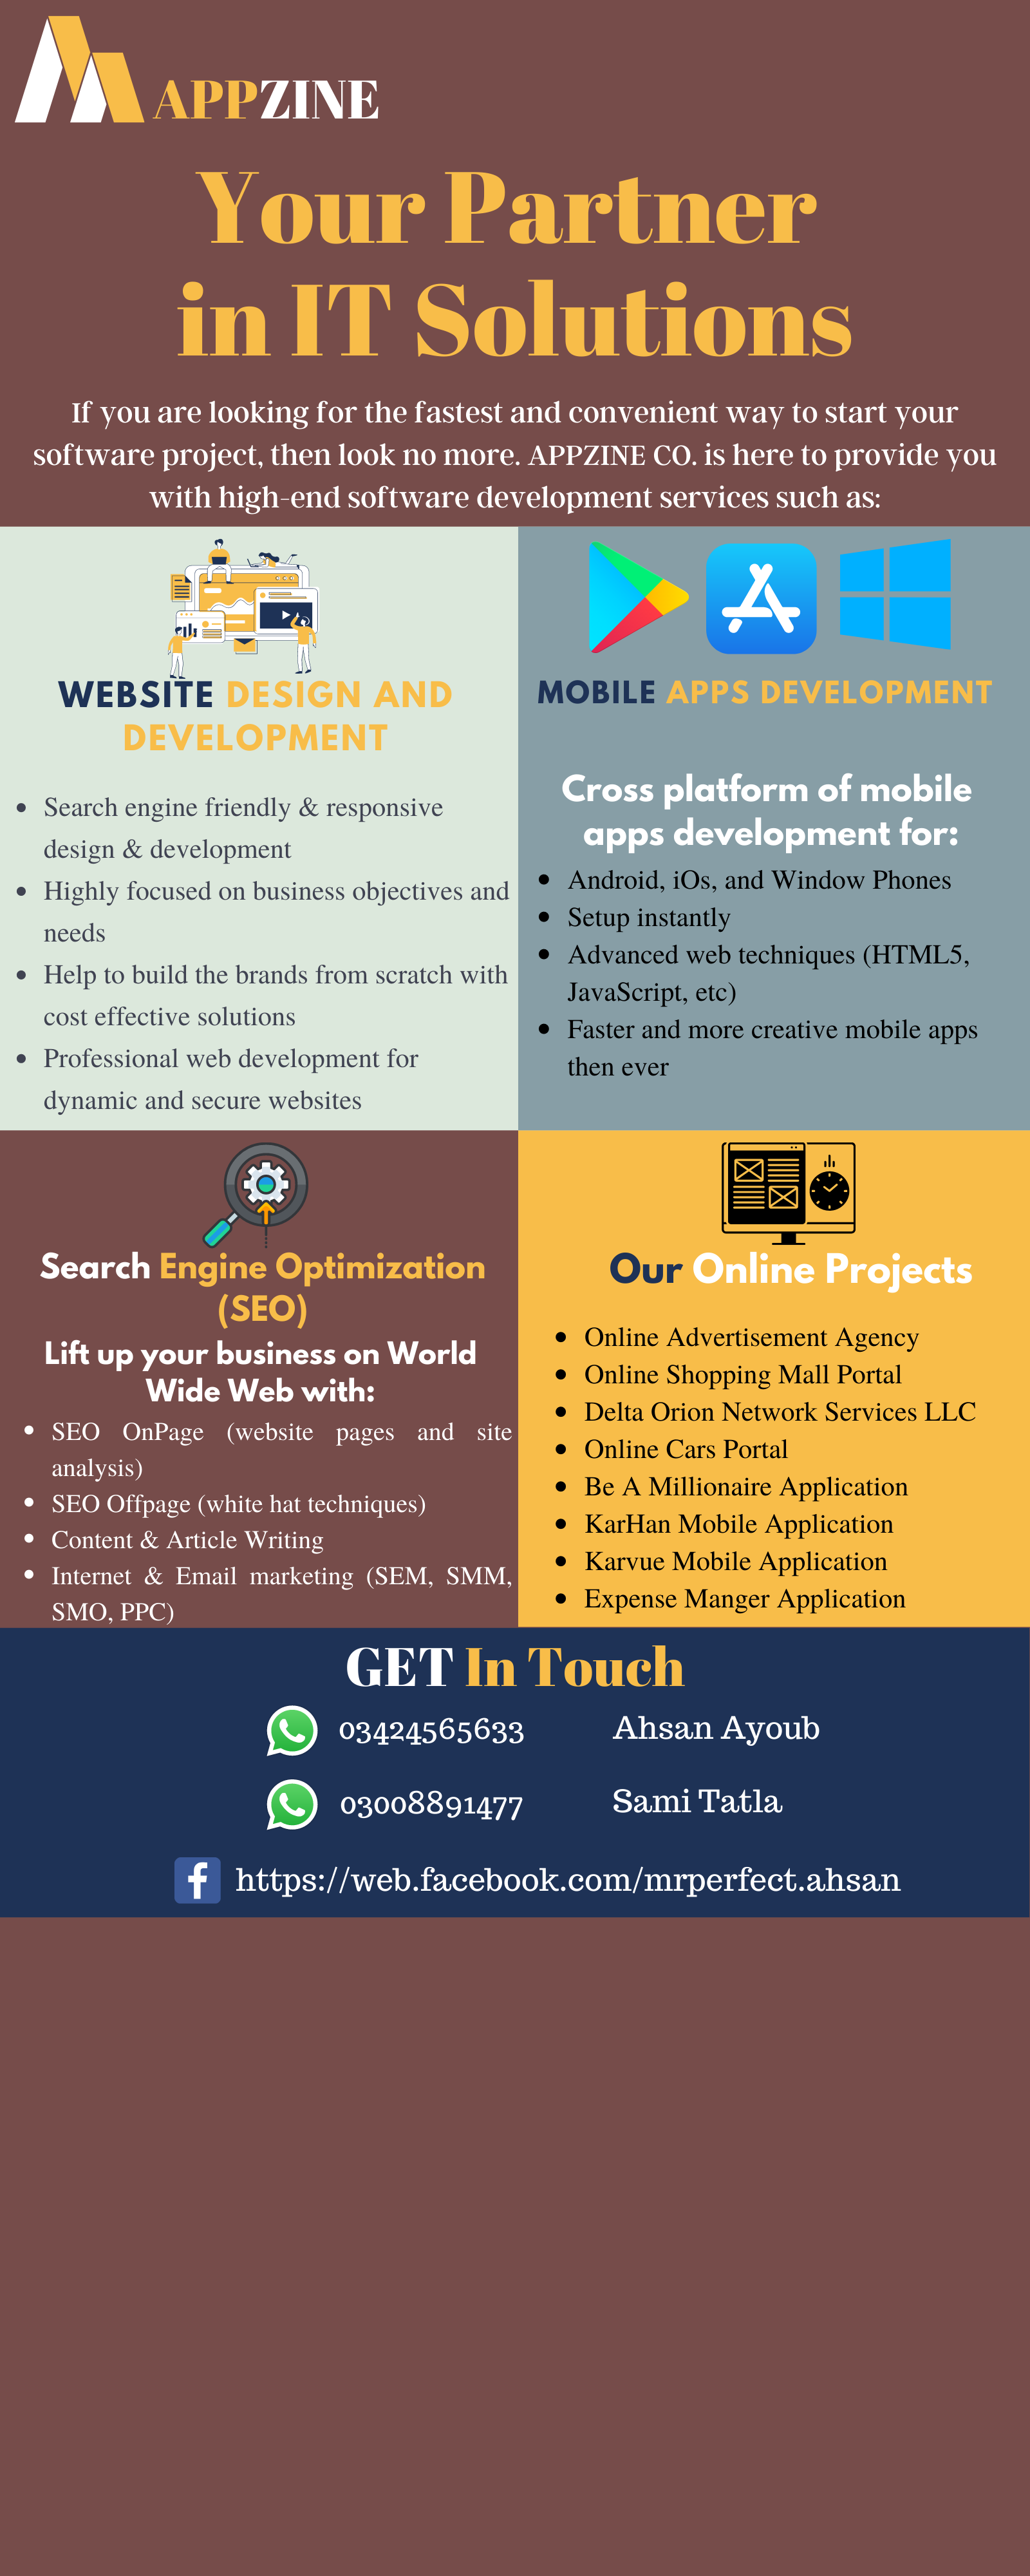 APPZINE
Your Partner
in IT Solutions
If you are looking for the fastest and convenient way to start your
software project, then look no more. APPZINE CO. is here to provide you
with high-end software development services such as:
WEBSITE DESIGN AND
DEVELOPMENT
• Search engine friendly & responsive
design & development
• Highly focused on business objectives and
needs
• Help to build the brands from scratch with
cost effective solutions
• Professional web development for
dynamic and secure websites
MOBILE APPS DEVELOPMENT
Cross platform of mobile
apps development for:
• Android, iOs, and Window Phones
• Setup instantly
• Advanced web techniques (HTML5,
JavaScript, etc)
• Faster and more creative mobile apps
then ever
Search Engine Optimization
(SEO)
Lift up your business on World
Wide Web with:
• SEO OnPage (website pages and site
analysis)
• SEO Offpage (white hat techniques)
• Content & Article Writing
• Internet & Email marketing (SEM, SMM,
SMO, PPC)
Our Online Projects
• Online Advertisement Agency
• Online Shopping Mall Portal
• Delta Orion Network Services LLC
• Online Cars Portal
• Be A Millionaire Application
• KarHan Mobile Application
• Karvue Mobile Application
• Expense Manger Application
GET In Touch
03424565633 Ahsan Ayoub
03008891477 Sami Tatla
https://web.facebook.com/mrperfect.ahsan